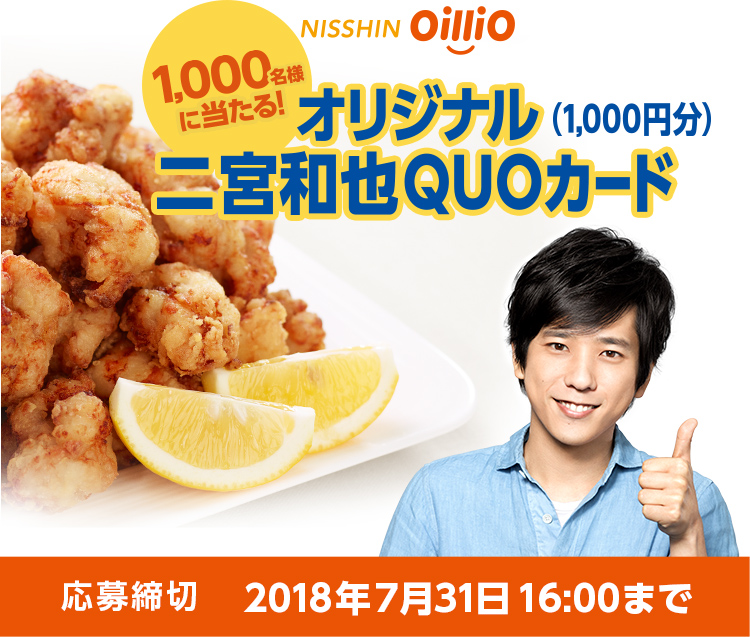 NISSHIN OilliO
1,000名様
に当たる!
オリジナル (1,000円分)
二宮和也QUOカード
応募締切 2018年7月31日 16:00まで